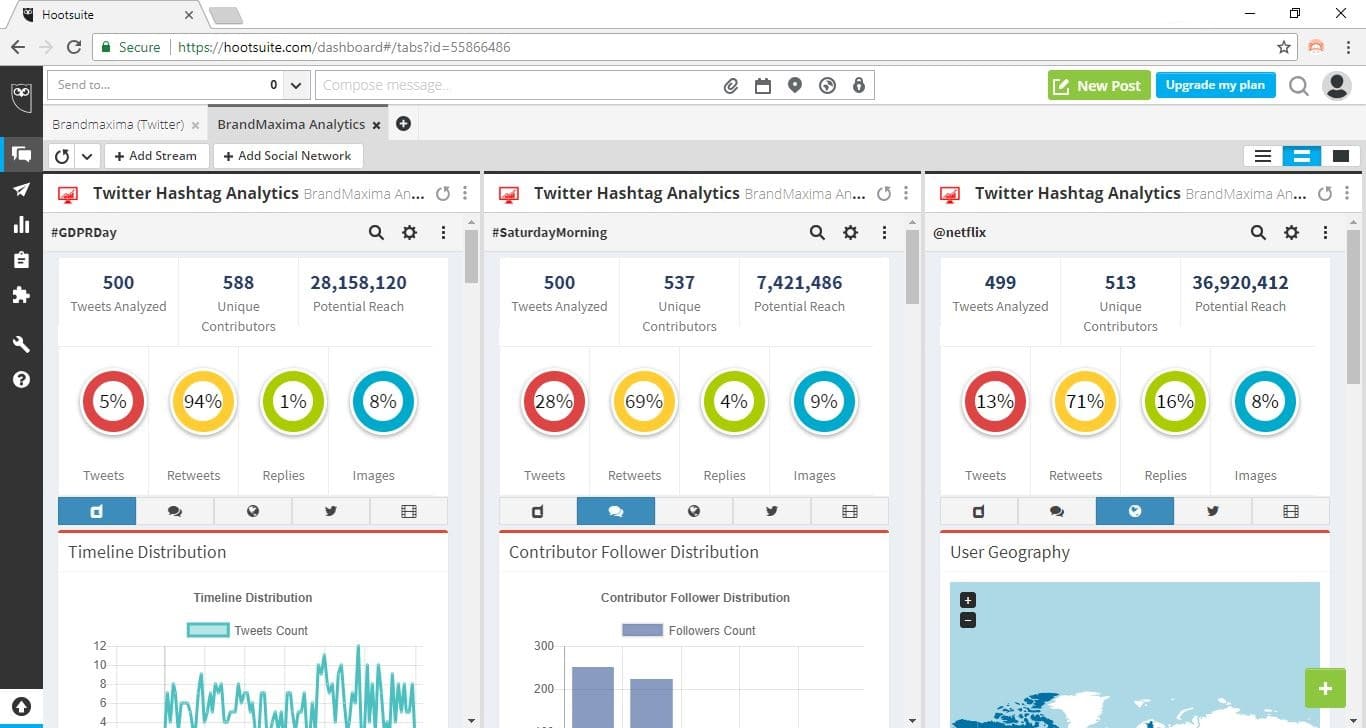 Hootsuite
Secure https://hootsuite.com/dashboard#/tabs?id=55866486
Send to... 0 Compose message... New Post Upgrade my plan
Brandmaxima (Twitter) × BrandMaxima Analytics ×
+ Add Stream + Add Social Network
Twitter Hashtag Analytics BrandMaxima An...
#GDPRDay
500 588 28,158,120
Tweets Analyzed Unique Contributors Potential Reach
5% 94% 1% 8%
Tweets Retweets Replies Images
Timeline Distribution
Timeline Distribution
Tweets Count
12
10
8
6
4
Twitter Hashtag Analytics BrandMaxima An...
#SaturdayMorning
500 537 7,421,486
Tweets Analyzed Unique Contributors Potential Reach
28% 69% 4% 9%
Tweets Retweets Replies Images
Contributor Follower Distribution
Contributor Follower Distribution
Followers Count
300
200
Twitter Hashtag Analytics BrandMaxima An...
@netflix
499 513 36,920,412
Tweets Analyzed Unique Contributors Potential Reach
13% 71% 16% 8%
Tweets Retweets Replies Images
User Geography
+
−
+